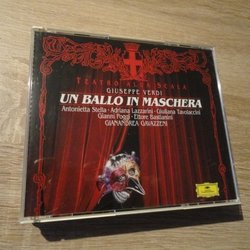 TEATRO ALLA SCALA
GIUSEPPE VERDI
UN BALLO IN MASCHERA
Antonietta Stella · Adriana Lazzarini · Giuliana Tavolaccini
Gianni Poggi · Ettore Bastianini
GIANANDREA GAVAZZENI